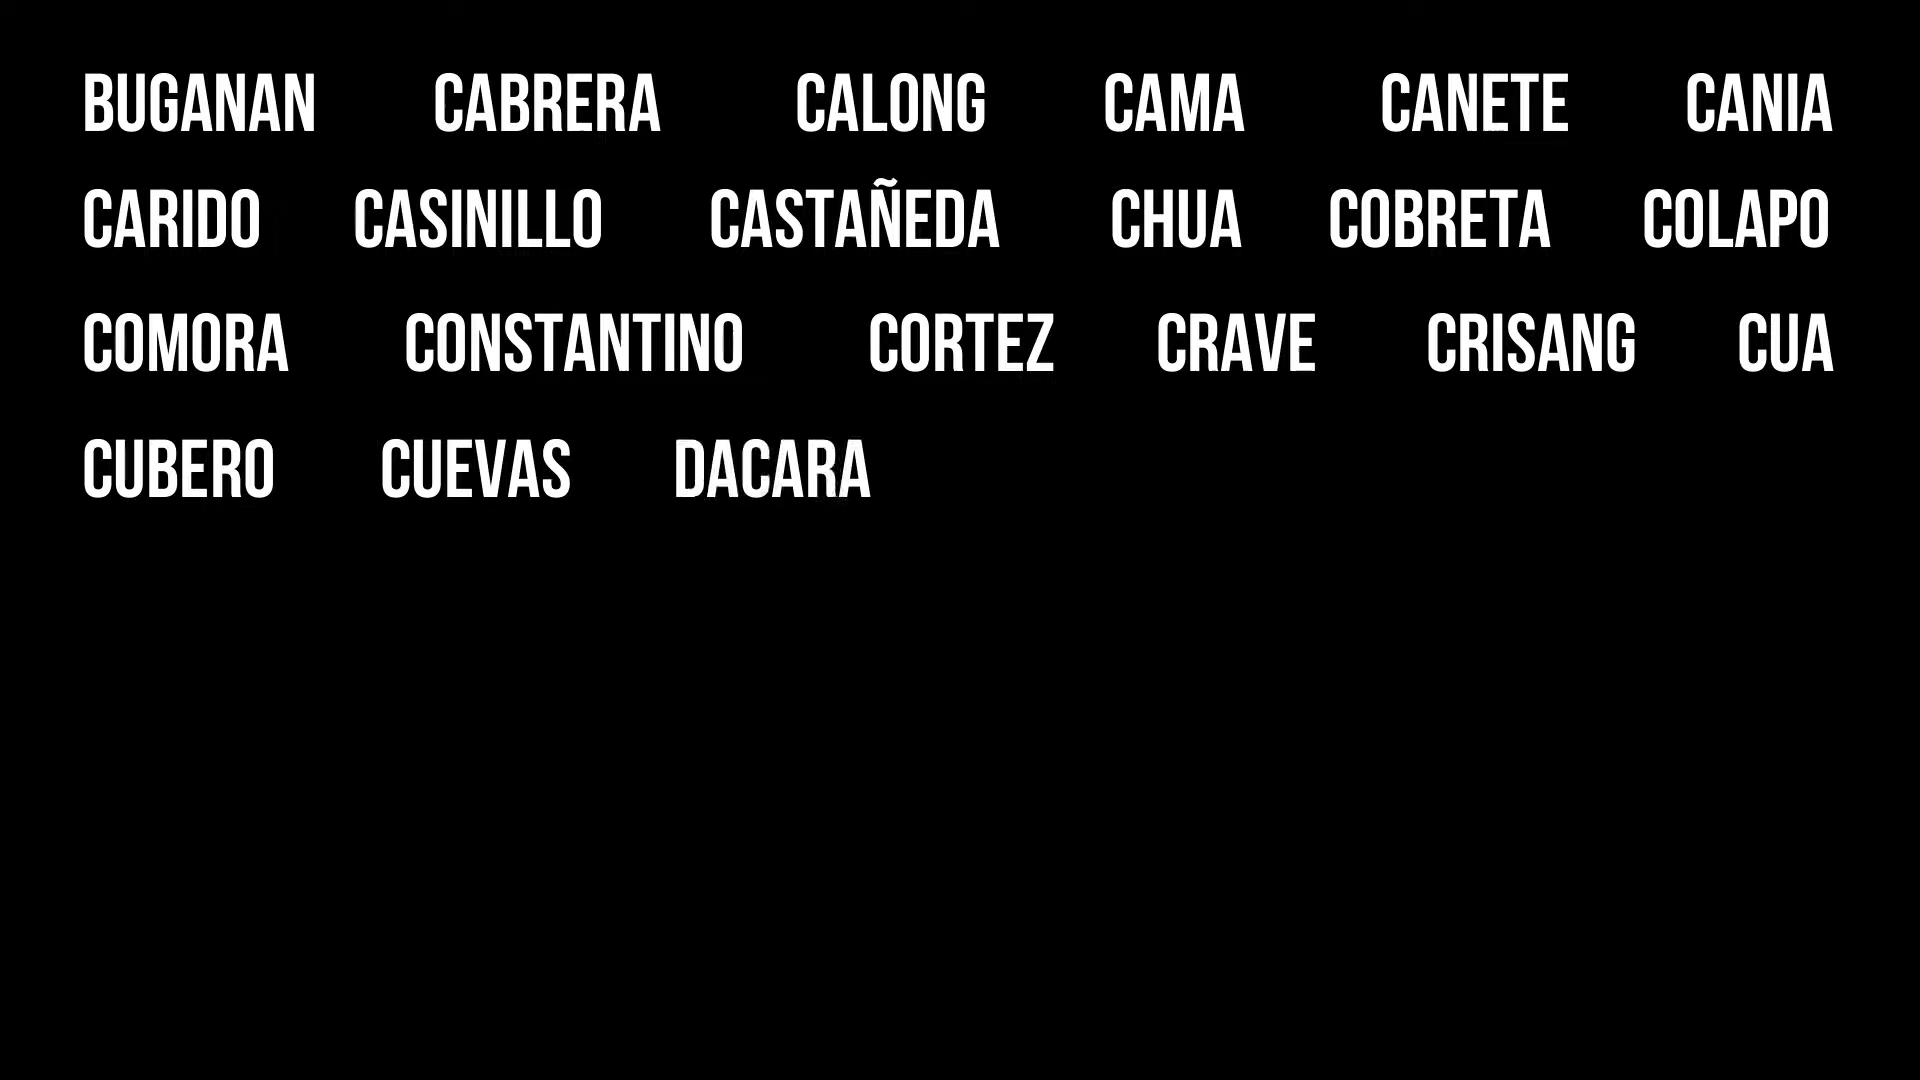 BUGANAN CABRERA CALONG CAMA CANETE CANIA
CARIDO CASINILLO CASTAÑEDA CHUA COBRETA COLAPO
COMORA CONSTANTINO CORTEZ CRAVE CRISANG CUA
CUBERO CUEVAS DACARA